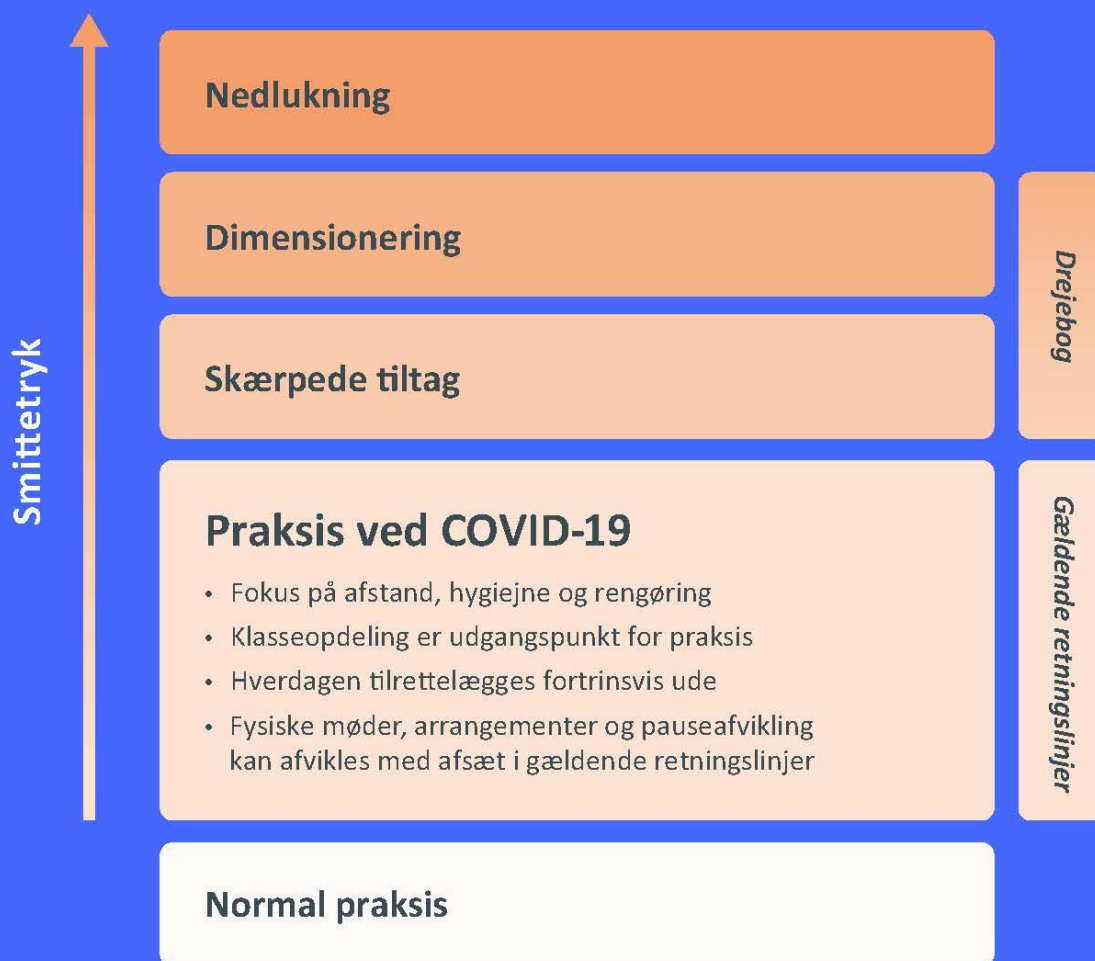 Smittetryk
Nedlukning
Dimensionering
Skærpede tiltag
Drejebog
Praksis ved COVID-19
• Fokus på afstand, hygiejne og rengøring
• Klasseopdeling er udgangspunkt for praksis
• Hverdagen tilrettelægges fortrinsvis ude
• Fysiske møder, arrangementer og pauseafvikling
kan afvikles med afsæt i gældende retningslinjer
Gældende retningslinjer
Normal praksis